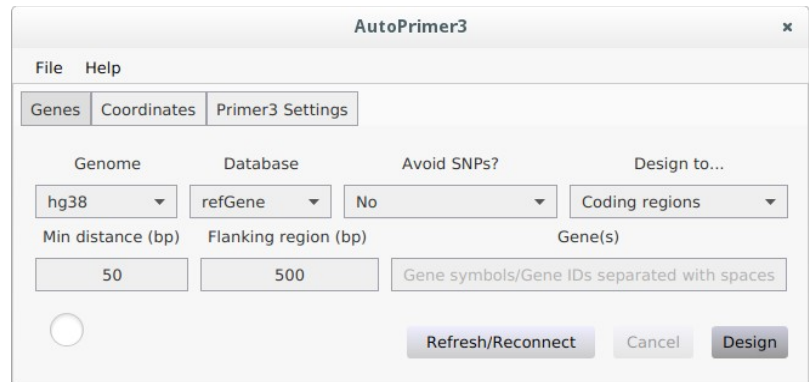 AutoPrimer3 ×
File Help
Genes Coordinates Primer3 Settings
Genome Database Avoid SNPs? Design to...
hg38 refGene No Coding regions
Min distance (bp) Flanking region (bp) Gene(s)
50 500 Gene symbols/Gene IDs separated with spaces
Refresh/Reconnect Cancel Design